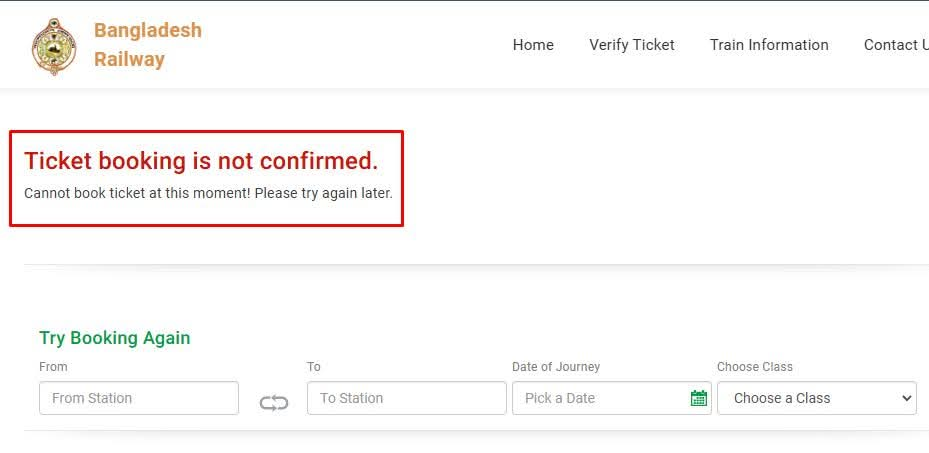 Bangladesh
Railway
Home Verify Ticket Train Information Contact U
Ticket booking is not confirmed.
Cannot book ticket at this moment! Please try again later.
Try Booking Again
From To Date of Journey Choose Class
From Station To Station Pick a Date Choose a Class